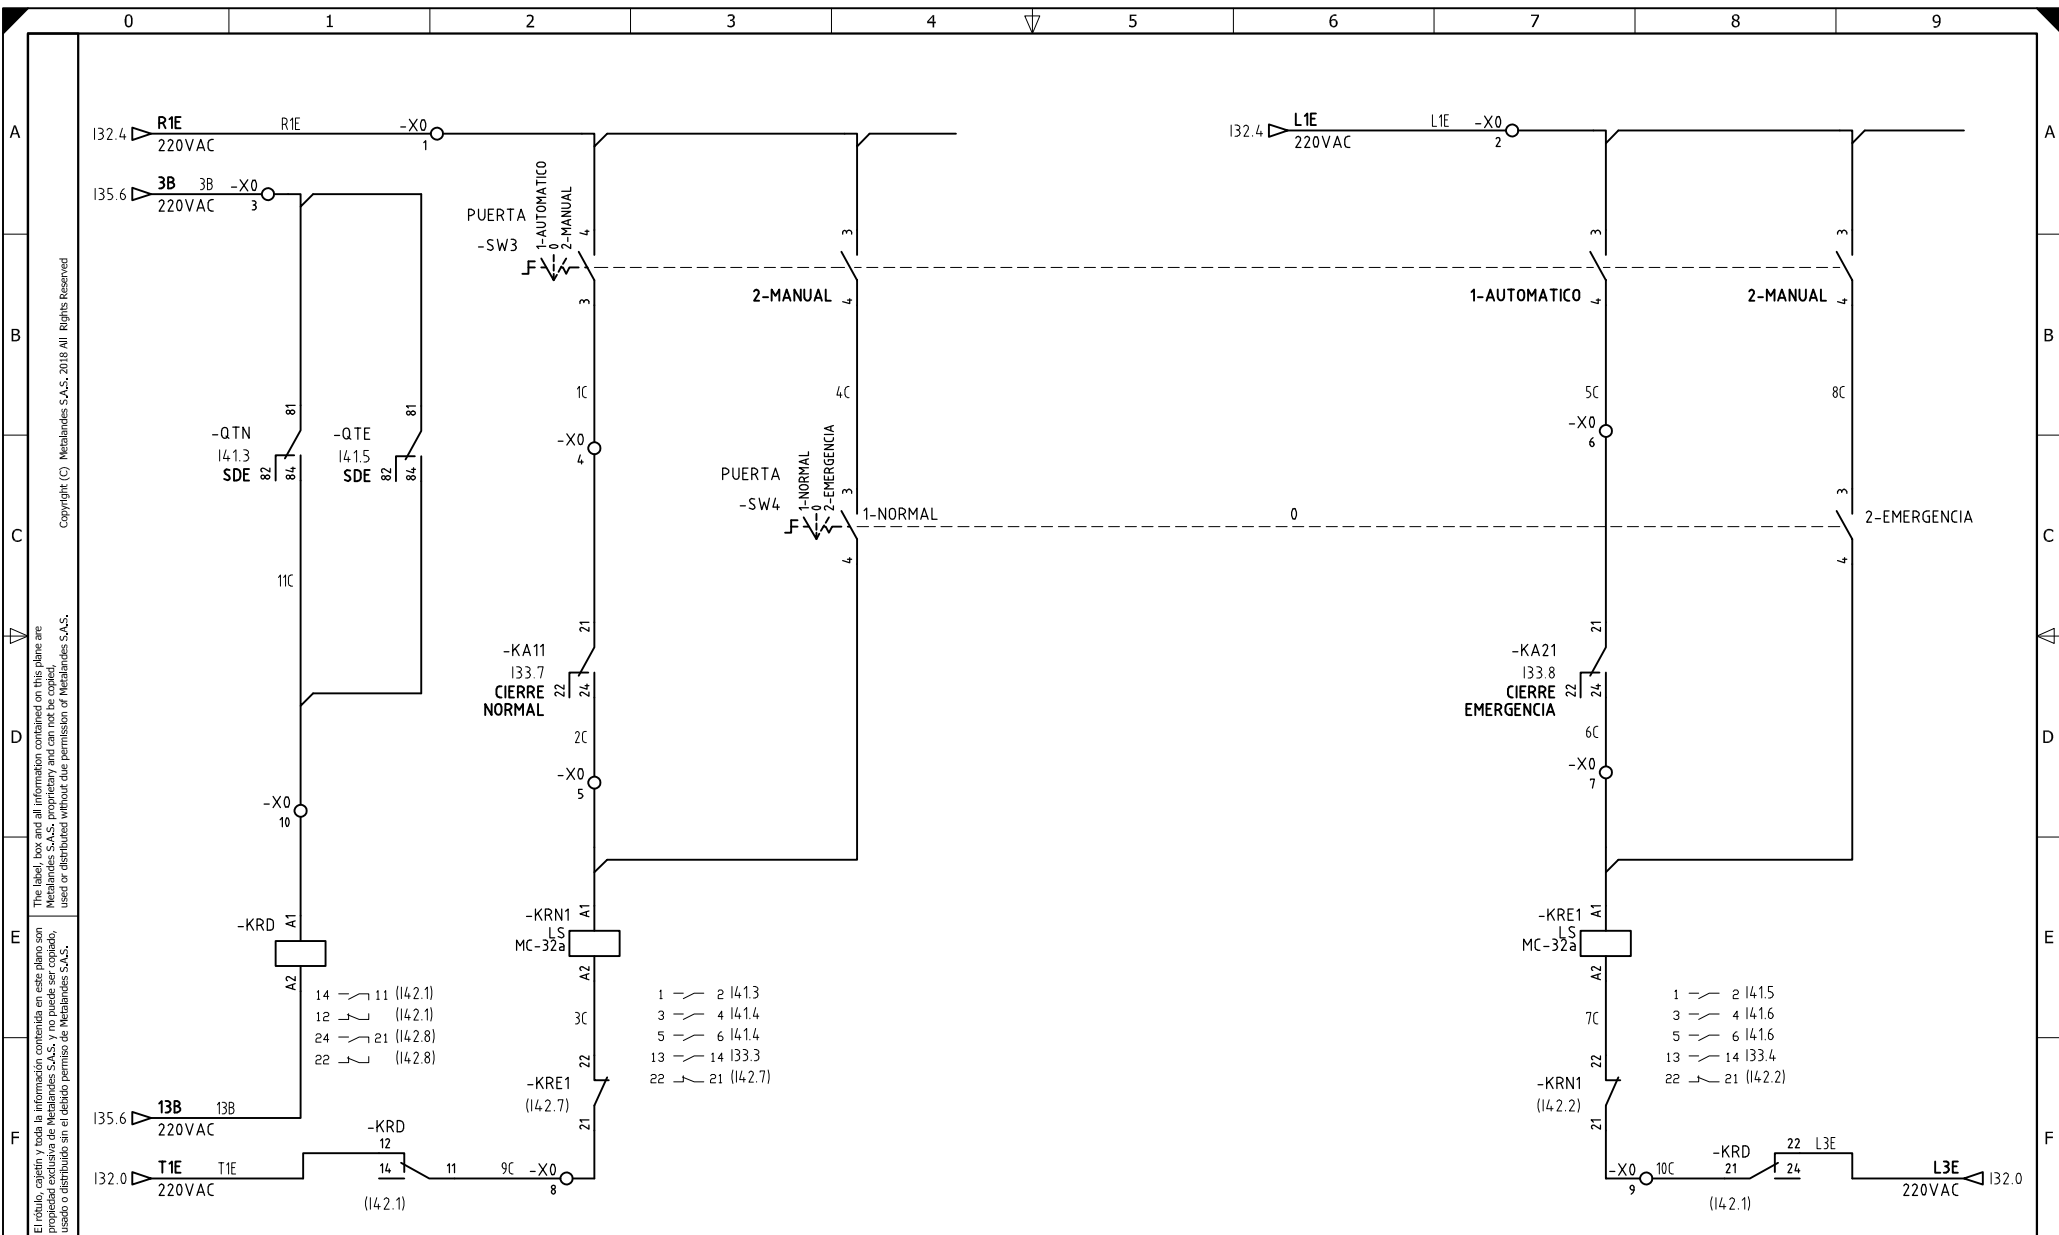 0 1 2 3 4 5 6 7 8 9
A
B
C
D
E
F
A
B
C
D
E
F
Copyright (C) Metalandes S.A.S. 2018 All Rights Reserved
The label, box and all information contained on this plane are
Metalandes S.A.S. proprietary and can not be copied,
used or distributed without due permission of Metalandes S.A.S.
El rótulo, cajetín y toda la información contenida en este plano son
propiedad exclusiva de Metalandes S.A.S. y no puede ser copiado,
usado o distribuido sin el debido permiso de Metalandes S.A.S.
I32.4 R1E R1E -X0
220VAC 1
I35.6 3B 3B -X0
220VAC 3
81
-QTN
I41.3
SDE 82 84
81
-QTE
I41.5
SDE 82 84
11C
-X0
10
-KRD A1
A2
14 11 (I42.1)
12 (I42.1)
24 21 (I42.8)
22 (I42.8)
I35.6 13B 13B
220VAC
I32.0 T1E T1E
220VAC
-KRD
12
14 11
(I42.1)
9C -X0
8
PUERTA
-SW3
1-AUTOMATICO
0
2-MANUAL
4
3
1C
-X0
4
21
-KA11
I33.7
CIERRE
NORMAL
22 24
2C
-X0
5
-KRN1 A1
LS
MC-32a
A2
3C
1 2 I41.3
3 4 I41.4
5 6 I41.4
13 14 I33.3
22 21 (I42.7)
22
-KRE1
(I42.7)
21
3
2-MANUAL 4
4C
PUERTA
-SW4
1-NORMAL
0
2-EMERGENCIA
3
1-NORMAL
4
0
I32.4 L1E L1E -X0
220VAC 2
3
1-AUTOMATICO 4
5C
-X0
6
21
-KA21
I33.8
CIERRE
EMERGENCIA
22 24
6C
-X0
7
-KRE1 A1
LS
MC-32a
A2
7C
1 2 I41.5
3 4 I41.6
5 6 I41.6
13 14 I33.4
22 21 (I42.2)
22
-KRN1
(I42.2)
21
3
2-MANUAL 4
8C
3
2-EMERGENCIA
4
-X0 10C
9
-KRD
21
22
24
(I42.1)
L3E
L3E I32.0
220VAC